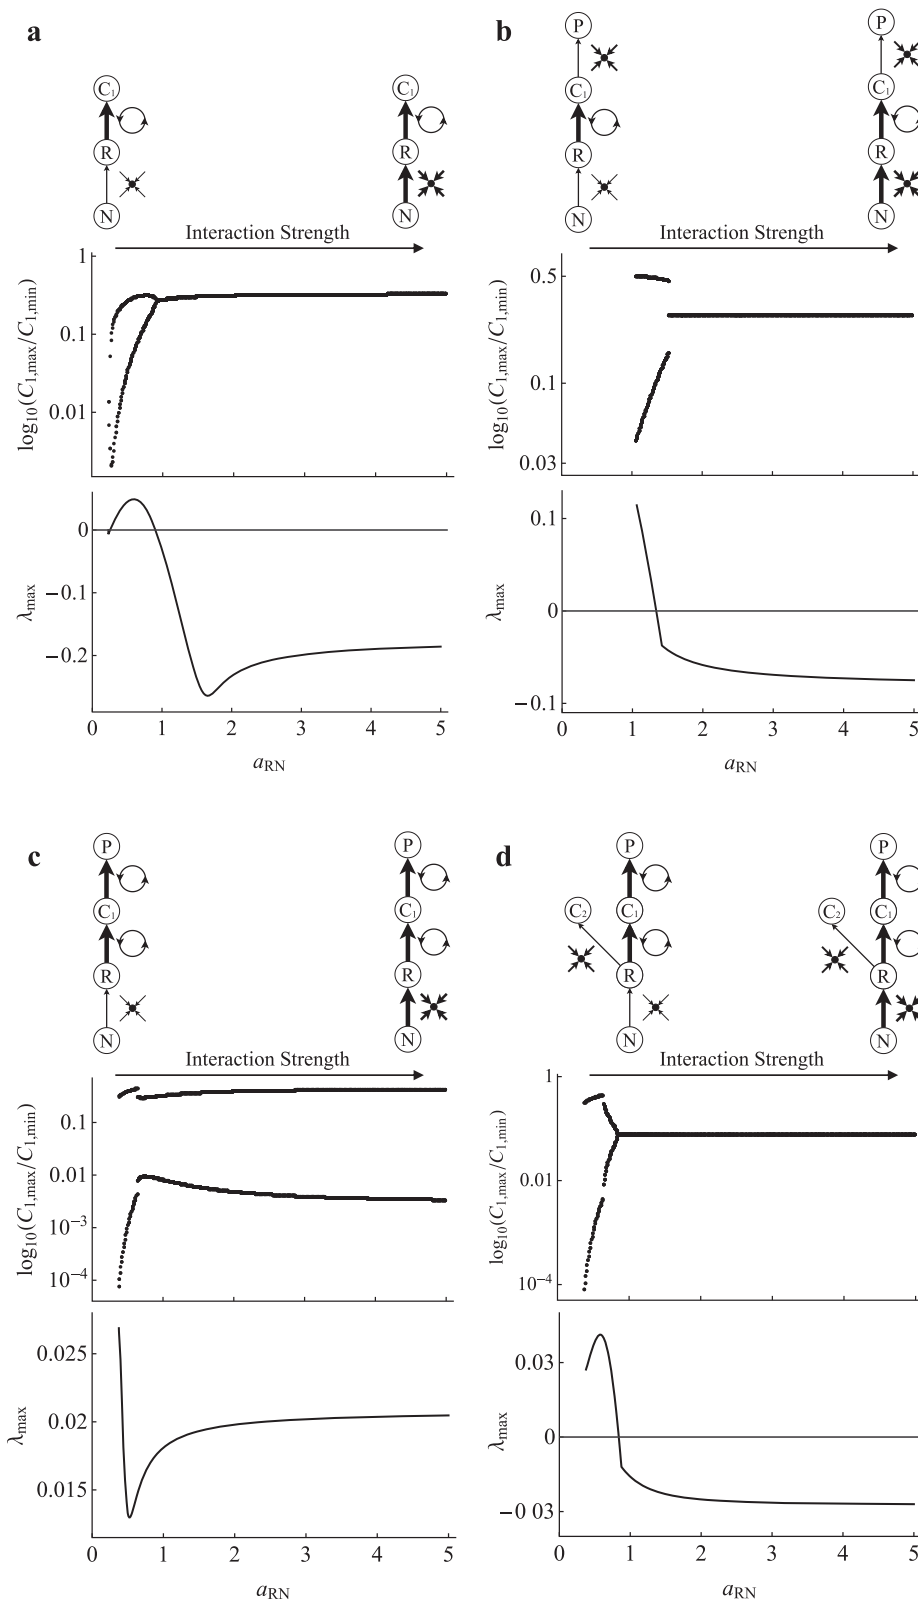 a
C₁ C₁
R R
N N
Interaction Strength
1
0.1
0.01
log₁₀(C₁,max/C₁,min)
0
−0.1
−0.2
λmax
0 1 2 3 4 5
aRN
b
P P
C₁ C₁
R R
N N
Interaction Strength
0.5
0.1
0.03
log₁₀(C₁,max/C₁,min)
0.1
0
−0.1
λmax
0 1 2 3 4 5
aRN
c
P P
C₁ C₁
R R
N N
Interaction Strength
0.1
0.01
10⁻³
10⁻⁴
log₁₀(C₁,max/C₁,min)
0.025
0.02
0.015
λmax
0 1 2 3 4 5
aRN
d
P P
C₂ C₁ C₂ C₁
R R
N N
Interaction Strength
1
0.01
10⁻⁴
log₁₀(C₁,max/C₁,min)
0.03
0
−0 03
λmax
0 1 2 3 4 5
aRN